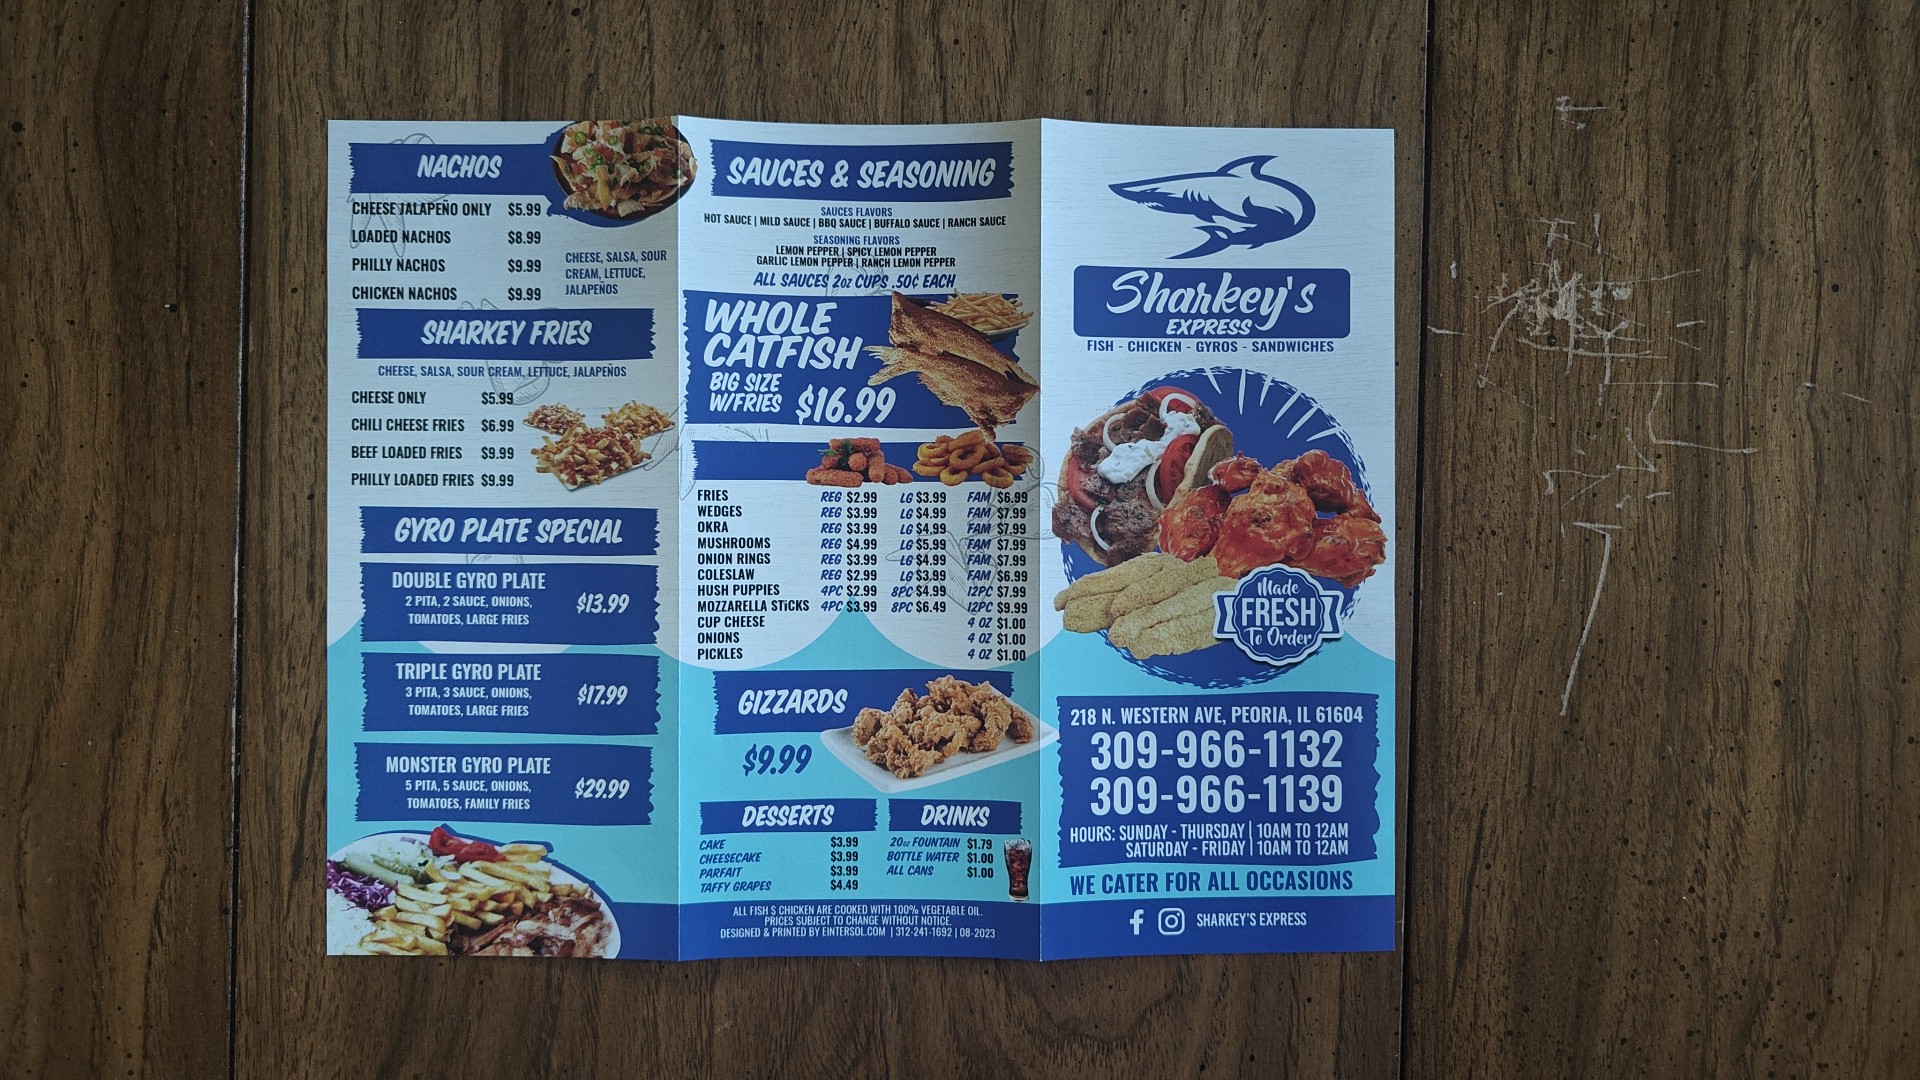 NACHOS
CHEESE JALAPEÑO ONLY $5.99
LOADED NACHOS $8.99
PHILLY NACHOS $9.99
CHICKEN NACHOS $9.99
CHEESE, SALSA, SOUR
CREAM, LETTUCE,
JALAPEÑOS
SHARKEY FRIES
CHEESE, SALSA, SOUR CREAM, LETTUCE, JALAPEÑOS
CHEESE ONLY $5.99
CHILI CHEESE FRIES $6.99
BEEF LOADED FRIES $9.99
PHILLY LOADED FRIES $9.99
GYRO PLATE SPECIAL
DOUBLE GYRO PLATE
2 PITA, 2 SAUCE, ONIONS,
TOMATOES, LARGE FRIES
$13.99
TRIPLE GYRO PLATE
3 PITA, 3 SAUCE, ONIONS,
TOMATOES, LARGE FRIES
$17.99
MONSTER GYRO PLATE
5 PITA, 5 SAUCE, ONIONS,
TOMATOES, FAMILY FRIES
$29.99
SAUCES & SEASONING
SAUCES FLAVORS
HOT SAUCE | MILD SAUCE | BBQ SAUCE | BUFFALO SAUCE | RANCH SAUCE
SEASONING FLAVORS
LEMON PEPPER | SPICY LEMON PEPPER
GARLIC LEMON PEPPER | RANCH LEMON PEPPER
ALL SAUCES 2oz CUPS .50¢ EACH
WHOLE
CATFISH
BIG SIZE
W/FRIES $16.99
FRIES REG $2.99 LG $3.99 FAM $6.99
WEDGES REG $3.99 LG $4.99 FAM $7.99
OKRA REG $3.99 LG $4.99 FAM $7.99
MUSHROOMS REG $4.99 LG $5.99 FAM $7.99
ONION RINGS REG $3.99 LG $4.99 FAM $7.99
COLESLAW REG $2.99 LG $3.99 FAM $6.99
HUSH PUPPIES 4PC $2.99 8PC $4.99 12PC $7.99
MOZZARELLA STiCKS 4PC $3.99 8PC $6.49 12PC $9.99
CUP CHEESE 4 OZ $1.00
ONIONS 4 OZ $1.00
PICKLES 4 OZ $1.00
GIZZARDS
$9.99
DESSERTS
CAKE $3.99
CHEESECAKE $3.99
PARFAIT $3.99
TAFFY GRAPES $4.49
DRINKS
20oz FOUNTAIN $1.79
BOTTLE WATER $1.00
ALL CANS $1.00
ALL FISH S CHICKEN ARE COOKED WITH 100% VEGETABLE OIL.
PRICES SUBJECT TO CHANGE WITHOUT NOTICE.
DESIGNED & PRINTED BY EINTERSOL.COM | 312-241-1692 | 08-2023
Sharkey's
EXPRESS
FISH - CHICKEN - GYROS - SANDWICHES
Made
FRESH
To Order
218 N. WESTERN AVE, PEORIA, IL 61604
309-966-1132
309-966-1139
HOURS: SUNDAY - THURSDAY | 10AM TO 12AM
SATURDAY - FRIDAY | 10AM TO 12AM
WE CATER FOR ALL OCCASIONS
SHARKEY'S EXPRESS